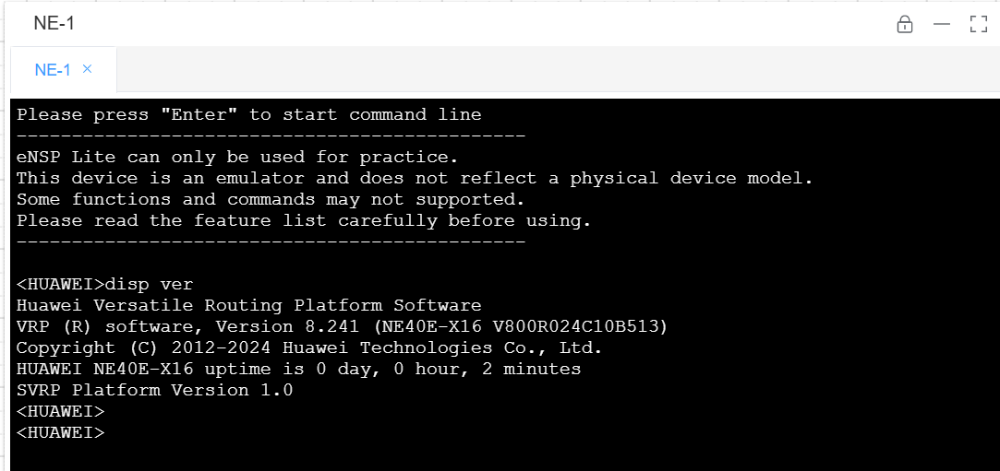 NE-1
NE-1 ×
Please press "Enter" to start command line
----------------------------------------------
eNSP Lite can only be used for practice.
This device is an emulator and does not reflect a physical device model.
Some functions and commands may not supported.
Please read the feature list carefully before using.
----------------------------------------------
<HUAWEI>disp ver
Huawei Versatile Routing Platform Software
VRP (R) software, Version 8.241 (NE40E-X16 V800R024C10B513)
Copyright (C) 2012-2024 Huawei Technologies Co., Ltd.
HUAWEI NE40E-X16 uptime is 0 day, 0 hour, 2 minutes
SVRP Platform Version 1.0
<HUAWEI>
<HUAWEI>